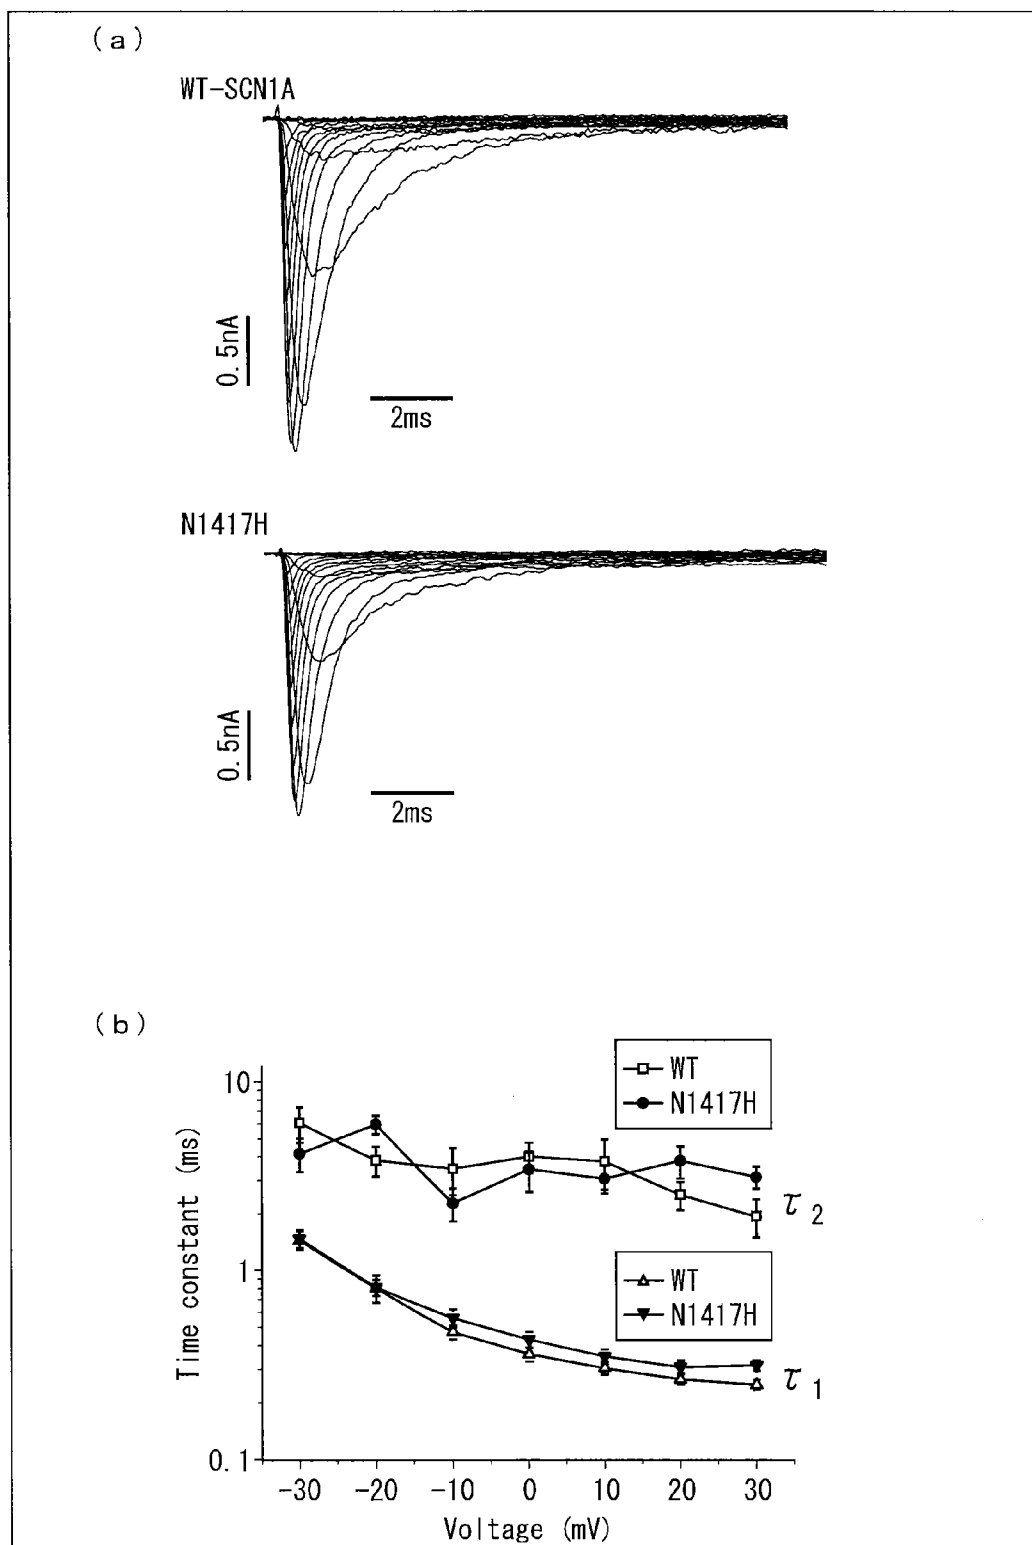 (a)
WT-SCN1A
0.5nA
2ms
N1417H
0.5nA
2ms
(b)
WT
N1417H
10
1
0.1
Time constant (ms)
τ2
WT
N1417H
τ1
-30 -20 -10 0 10 20 30
Voltage (mV)